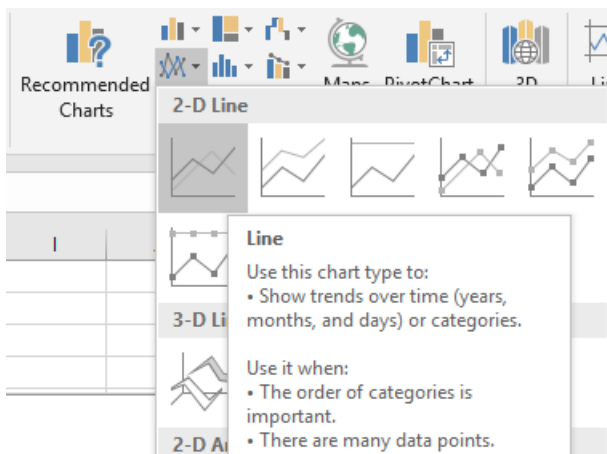 Recommended
Charts
Maps PivotChart 3D
2-D Line
I
Line
Use this chart type to:
• Show trends over time (years,
months, and days) or categories.
3-D Li
Use it when:
• The order of categories is
important.
• There are many data points.
2-D A